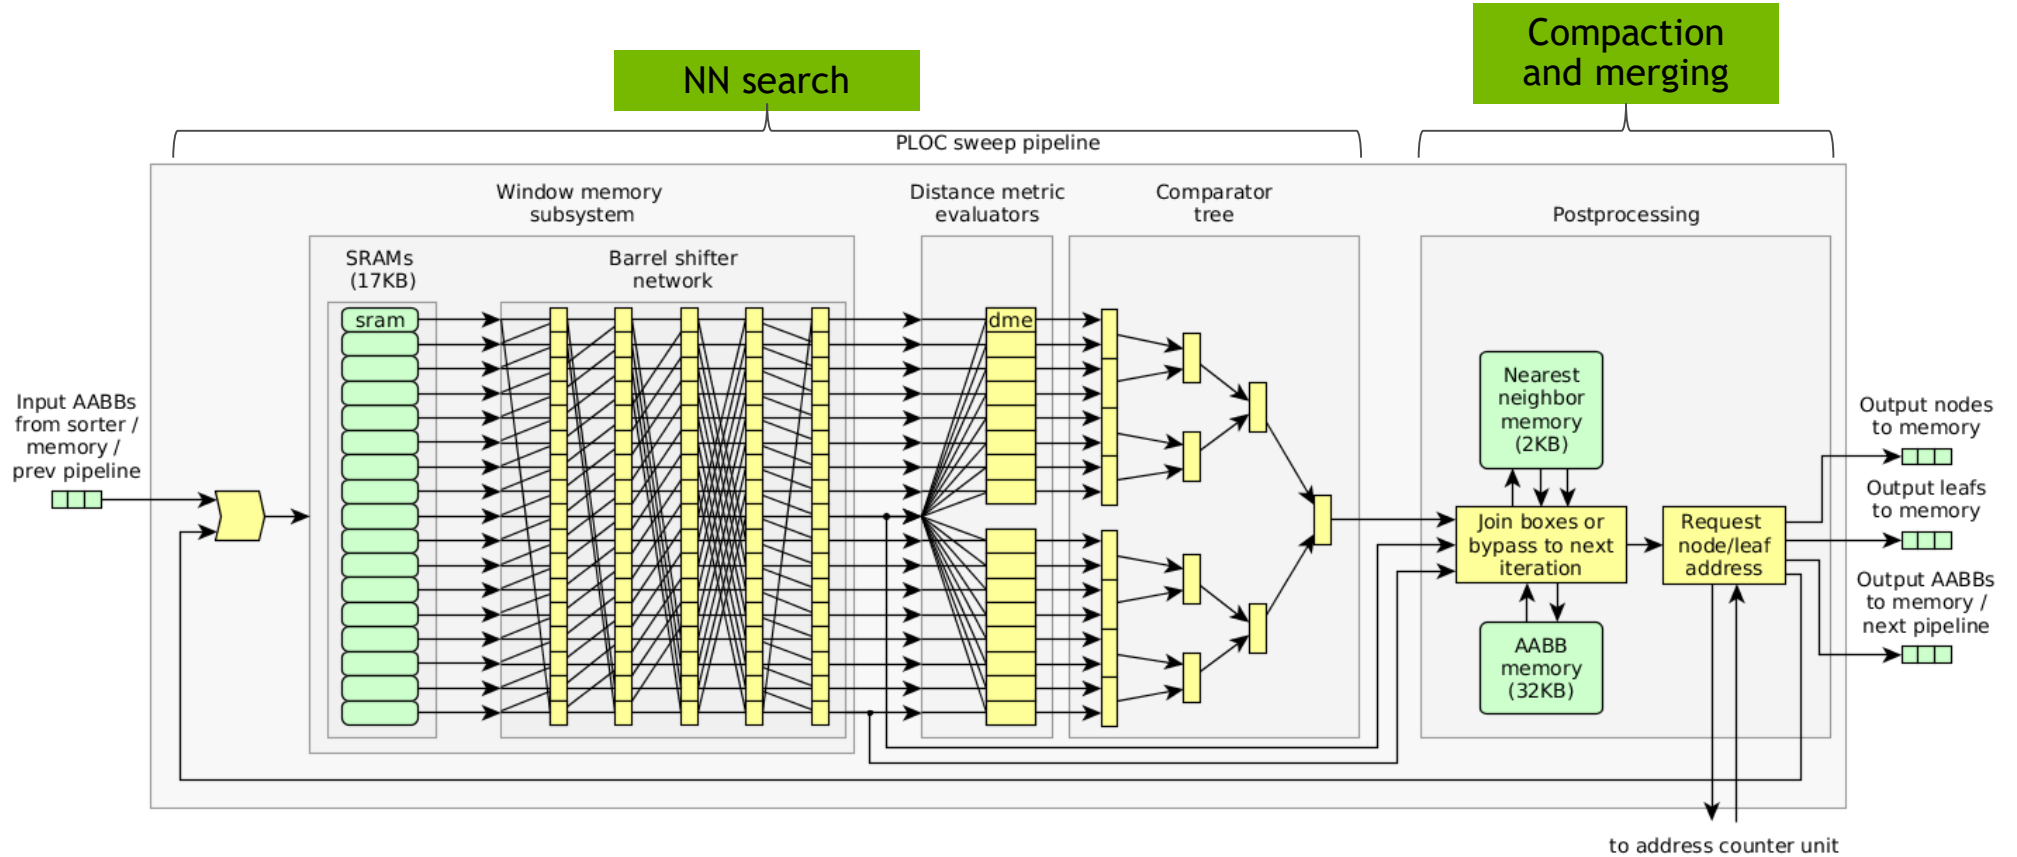 Compaction
and merging
NN search
PLOC sweep pipeline
Window memory
subsystem
Distance metric
evaluators
Comparator
tree
Postprocessing
SRAMs
(17KB)
Barrel shifter
network
sram
dme
Input AABBs
from sorter /
memory /
prev pipeline
Nearest
neighbor
memory
(2KB)
Join boxes or
bypass to next
iteration
Request
node/leaf
address
AABB
memory
(32KB)
Output nodes
to memory
Output leafs
to memory
Output AABBs
to memory /
next pipeline
to address counter unit